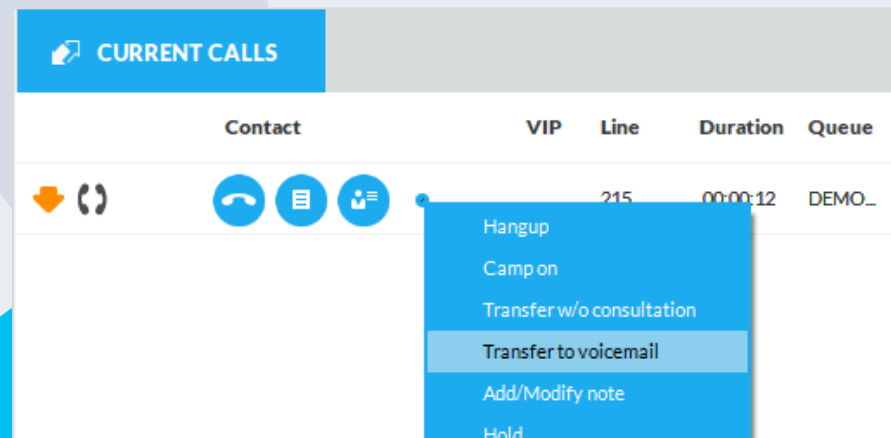 CURRENT CALLS
Contact VIP Line Duration Queue
215 00:00:12 DEMO...
Hangup
Camp on
Transfer w/o consultation
Transfer to voicemail
Add/Modify note
Hold